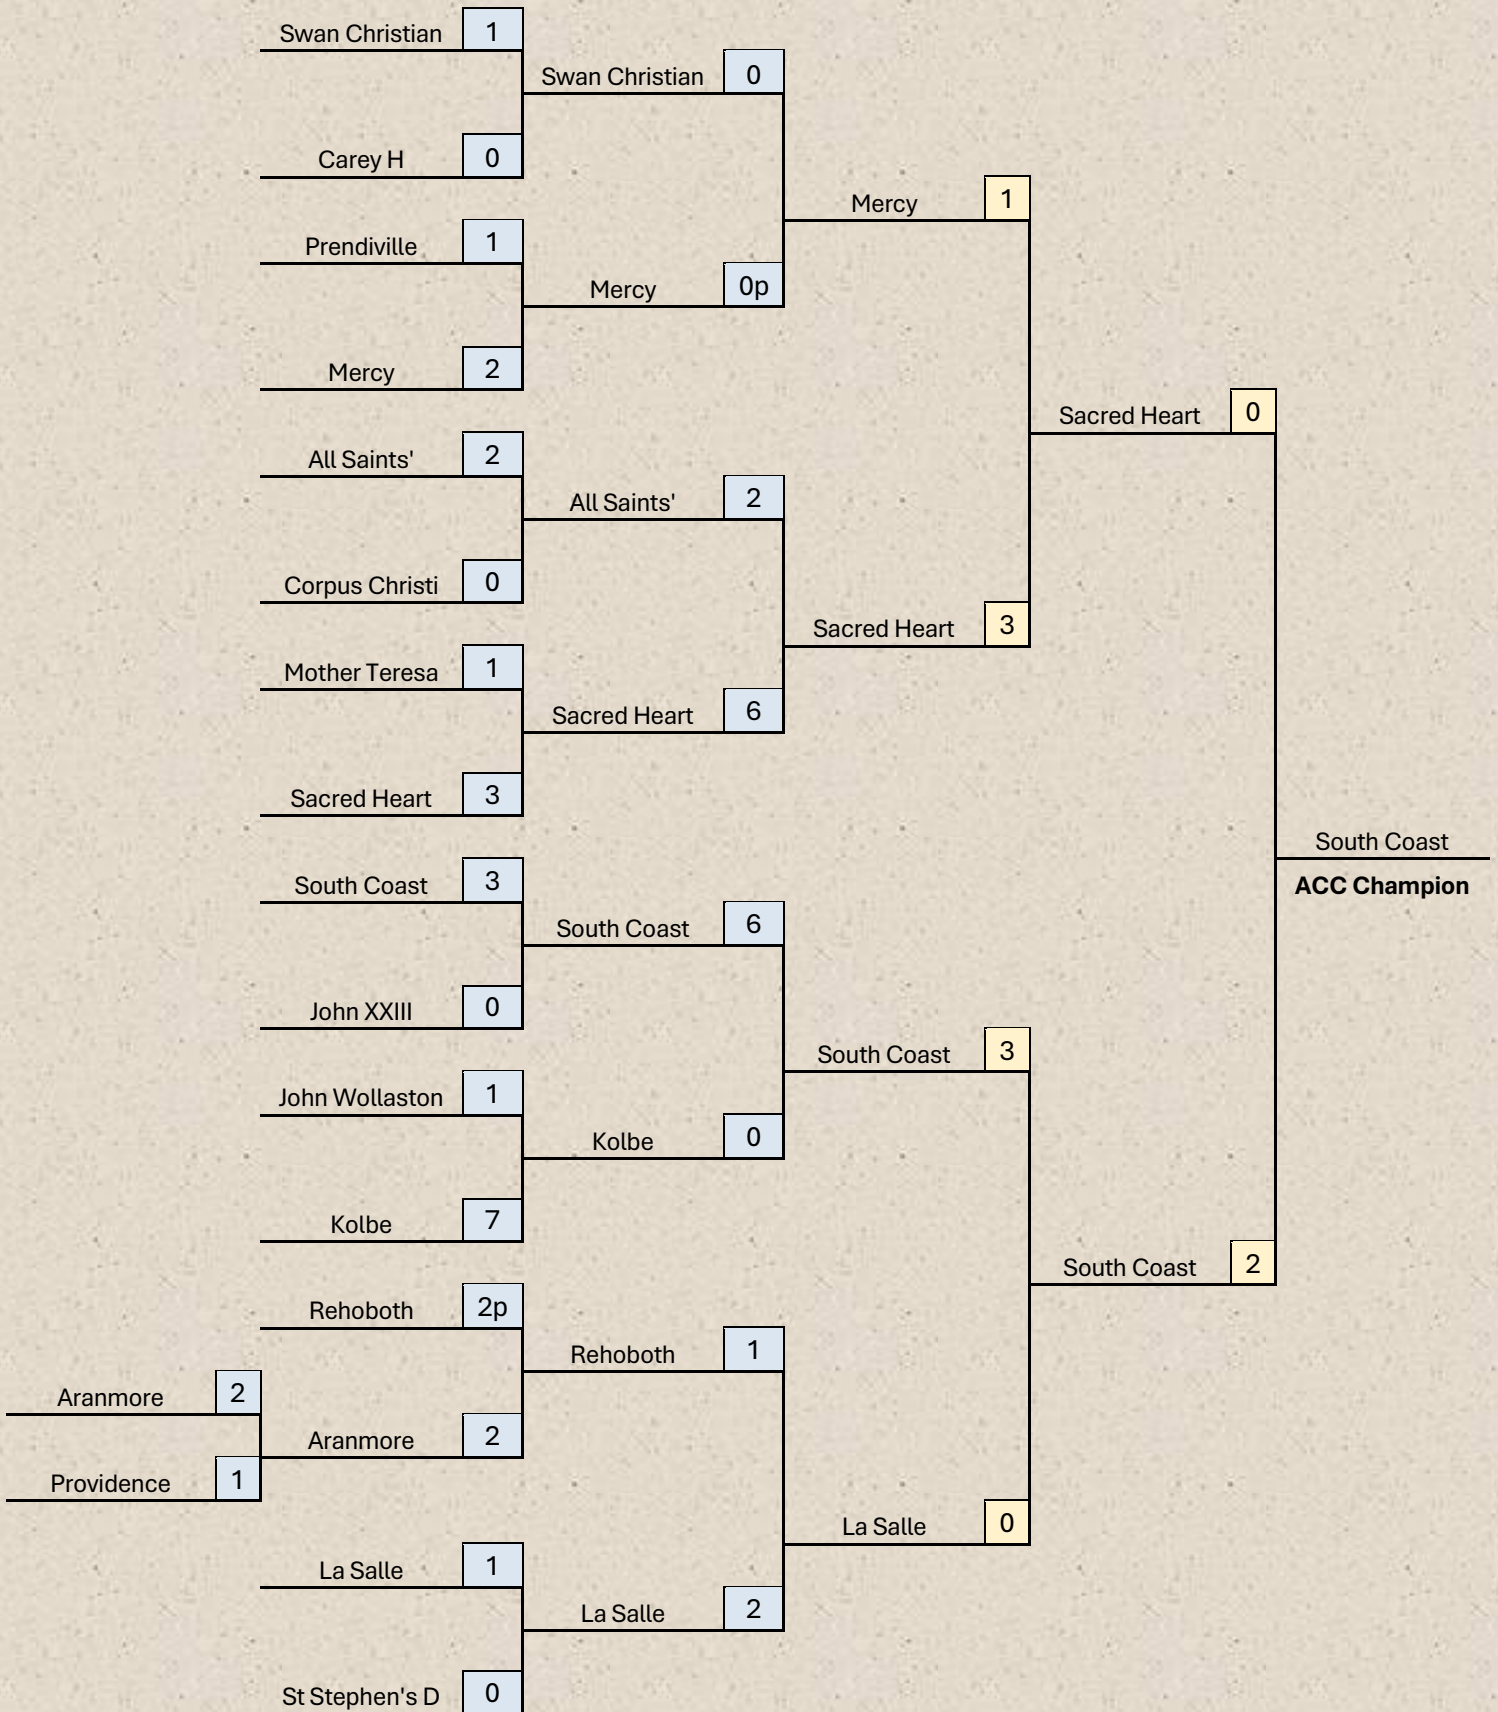 Swan Christian 1
Swan Christian 0
Carey H 0
Mercy 1
Prendiville 1
Mercy 0p
Mercy 2
Sacred Heart 0
All Saints' 2
All Saints' 2
Corpus Christi 0
Sacred Heart 3
Mother Teresa 1
Sacred Heart 6
Sacred Heart 3
South Coast
South Coast 3
ACC Champion
South Coast 6
John XXIII 0
South Coast 3
John Wollaston 1
Kolbe 0
Kolbe 7
South Coast 2
Rehoboth 2p
Rehoboth 1
Aranmore 2
Aranmore 2
Providence 1
La Salle 0
La Salle 1
La Salle 2
St Stephen's D 0